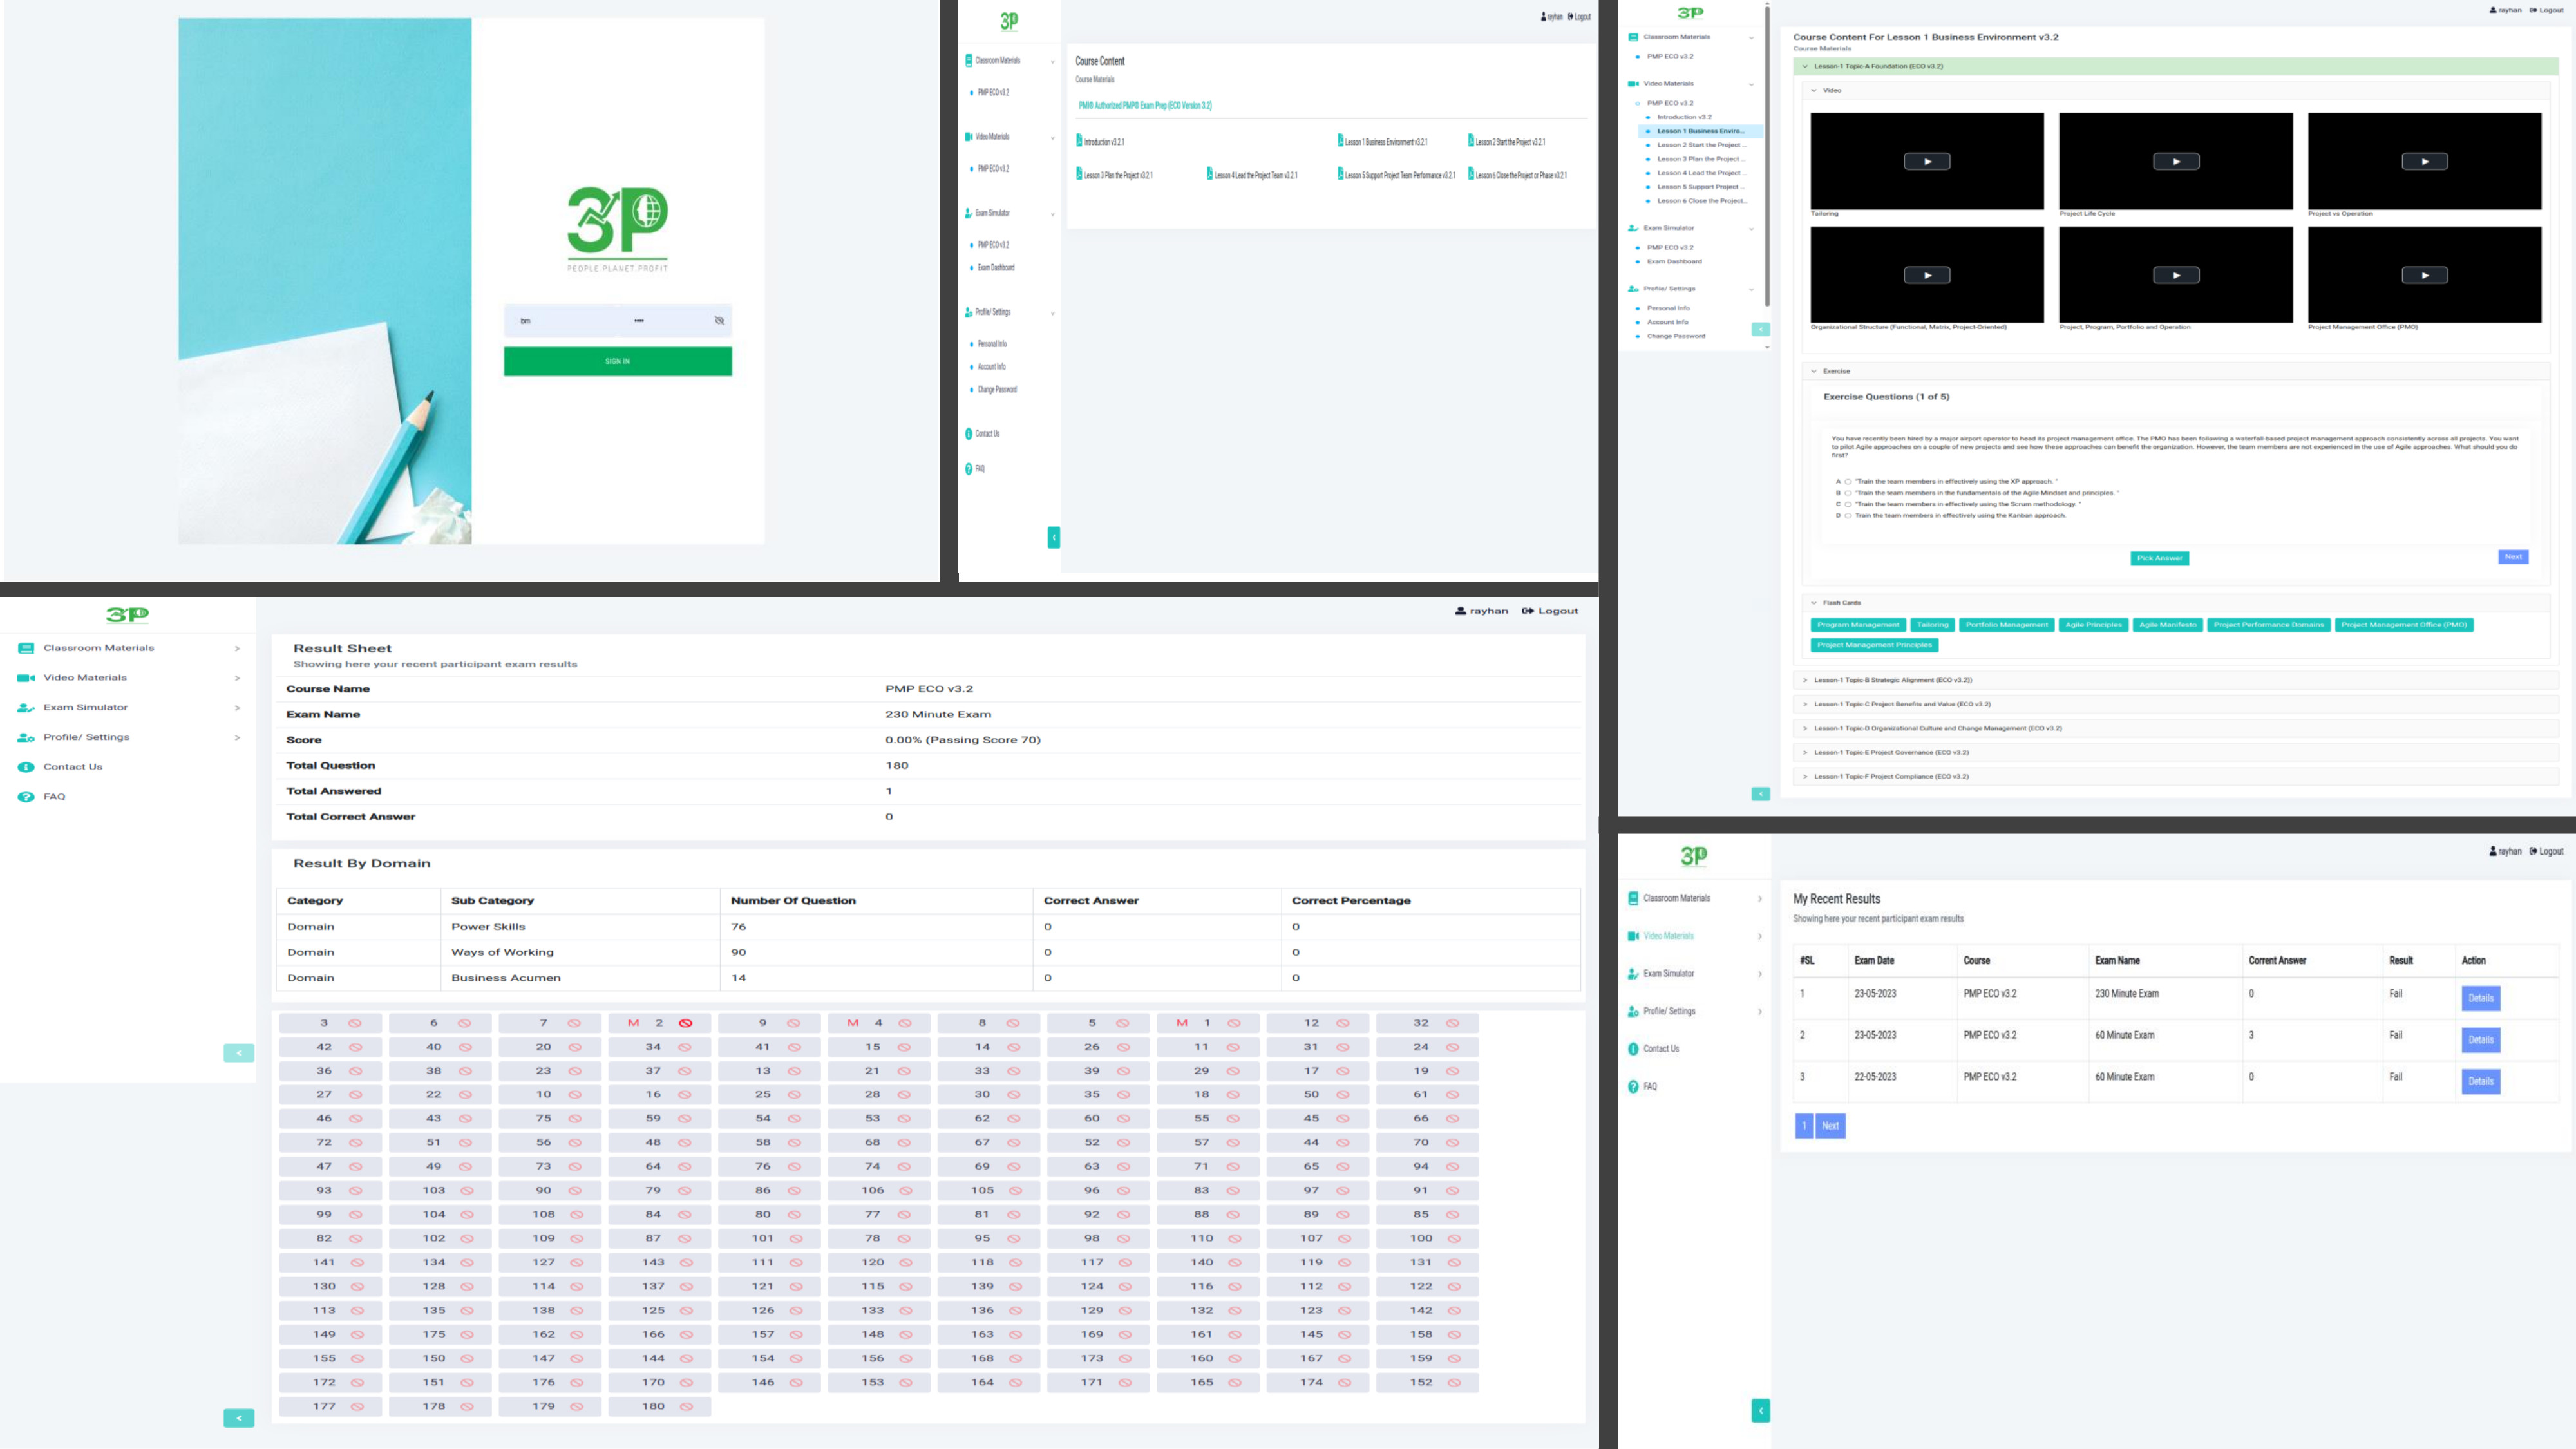 3P
PEOPLE PLANET PROFIT
bm ••••
SIGN IN
3P
rayhan Logout
Classroom Materials
PMP ECO v3.2
Video Materials
PMP ECO v3.2
Exam Simulator
PMP ECO v3.2
Exam Dashboard
Profile/ Settings
Personal Info
Account Info
Change Password
Contact Us
FAQ
Course Content
Course Materials
PMI® Authorized PMP® Exam Prep (ECO Version 3.2)
Introduction v3.2.1 Lesson 1 Business Environment v3.2.1 Lesson 2 Start the Project v3.2.1
Lesson 3 Plan the Project v3.2.1 Lesson 4 Lead the Project Team v3.2.1 Lesson 5 Support Project Team Performance v3.2.1 Lesson 6 Close the Project or Phase v3.2.1
3P
rayhan Logout
Classroom Materials
PMP ECO v3.2
Video Materials
PMP ECO v3.2
Introduction v3.2
Lesson 1 Business Enviro...
Lesson 2 Start the Project ...
Lesson 3 Plan the Project ...
Lesson 4 Lead the Project ...
Lesson 5 Support Project ...
Lesson 6 Close the Project...
Exam Simulator
PMP ECO v3.2
Exam Dashboard
Profile/ Settings
Personal Info
Account Info
Change Password
Course Content For Lesson 1 Business Environment v3.2
Course Materials
Lesson-1 Topic-A Foundation (ECO v3.2)
Video
Tailoring Project Life Cycle Project vs Operation
Organizational Structure (Functional, Matrix, Project-Oriented) Project, Program, Portfolio and Operation Project Management Office (PMO)
Exercise
Exercise Questions (1 of 5)
You have recently been hired by a major airport operator to head its project management office. The PMO has been following a waterfall-based project management approach consistently across all projects. You want
to pilot Agile approaches on a couple of new projects and see how these approaches can benefit the organization. However, the team members are not experienced in the use of Agile approaches. What should you do
first?
A "Train the team members in effectively using the XP approach. "
B "Train the team members in the fundamentals of the Agile Mindset and principles. "
C "Train the team members in effectively using the Scrum methodology. "
D Train the team members in effectively using the Kanban approach.
Pick Answer Next
Flash Cards
Program Management Tailoring Portfolio Management Agile Principles Agile Manifesto Project Performance Domains Project Management Office (PMO)
Project Management Principles
Lesson-1 Topic-B Strategic Alignment (ECO v3.2))
Lesson-1 Topic-C Project Benefits and Value (ECO v3.2)
Lesson-1 Topic-D Organizational Culture and Change Management (ECO v3.2)
Lesson-1 Topic-E Project Governance (ECO v3.2)
Lesson-1 Topic-F Project Compliance (ECO v3.2)
3P
rayhan Logout
Classroom Materials
Video Materials
Exam Simulator
Profile/ Settings
Contact Us
FAQ
Result Sheet
Showing here your recent participant exam results
Course Name PMP ECO v3.2
Exam Name 230 Minute Exam
Score 0.00% (Passing Score 70)
Total Question 180
Total Answered 1
Total Correct Answer 0
Result By Domain
Category Sub Category Number Of Question Correct Answer Correct Percentage
Domain Power Skills 76 0 0
Domain Ways of Working 90 0 0
Domain Business Acumen 14 0 0
3 6 7 M 2 9 M 4 8 5 M 1 12 32
42 40 20 34 41 15 14 26 11 31 24
36 38 23 37 13 21 33 39 29 17 19
27 22 10 16 25 28 30 35 18 50 61
46 43 75 59 54 53 62 60 55 45 66
72 51 56 48 58 68 67 52 57 44 70
47 49 73 64 76 74 69 63 71 65 94
93 103 90 79 86 106 105 96 83 97 91
99 104 108 84 80 77 81 92 88 89 85
82 102 109 87 101 78 95 98 110 107 100
141 134 127 143 111 120 118 117 140 119 131
130 128 114 137 121 115 139 124 116 112 122
113 135 138 125 126 133 136 129 132 123 142
149 175 162 166 157 148 163 169 161 145 158
155 150 147 144 154 156 168 173 160 167 159
172 151 176 170 146 153 164 171 165 174 152
177 178 179 180
3P
rayhan Logout
Classroom Materials
Video Materials
Exam Simulator
Profile/ Settings
Contact Us
FAQ
My Recent Results
Showing here your recent participant exam results
#SL Exam Date Course Exam Name Corrent Answer Result Action
1 23-05-2023 PMP ECO v3.2 230 Minute Exam 0 Fail Details
2 23-05-2023 PMP ECO v3.2 60 Minute Exam 3 Fail Details
3 22-05-2023 PMP ECO v3.2 60 Minute Exam 0 Fail Details
1 Next